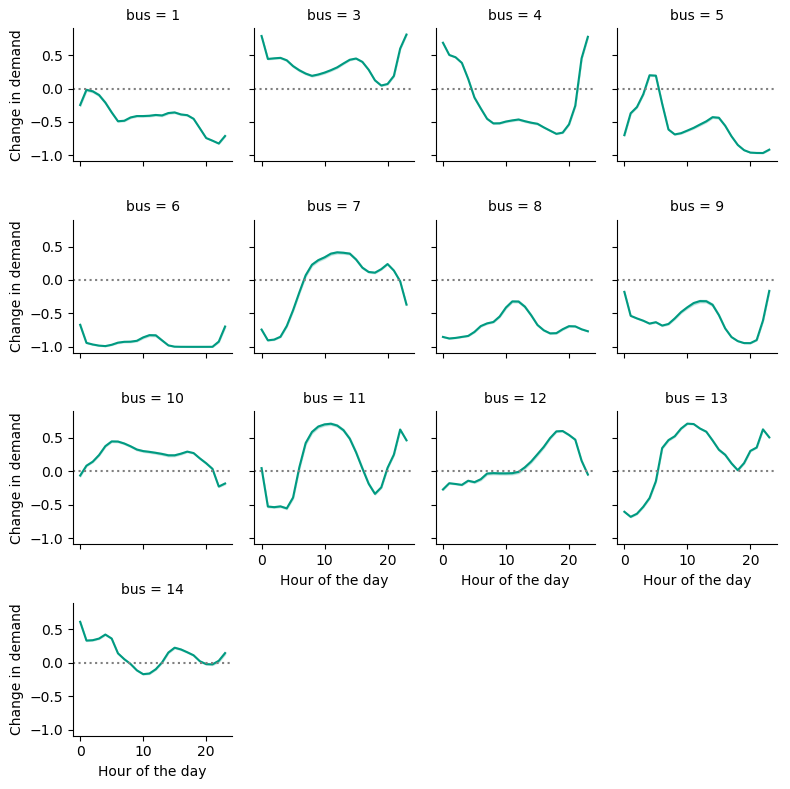 bus = 1 bus = 3 bus = 4 bus = 5
Change in demand
0.5
0.0
−0.5
−1.0
bus = 6 bus = 7 bus = 8 bus = 9
Change in demand
0.5
0.0
−0.5
−1.0
bus = 10 bus = 11 bus = 12 bus = 13
Change in demand
0.5
0.0
−0.5
−1.0
0 20 0 20 0 20
Hour of the day Hour of the day Hour of the day
bus = 14
Change in demand
0.5
0.0
−0.5
−1.0
0 10 20
Hour of the day